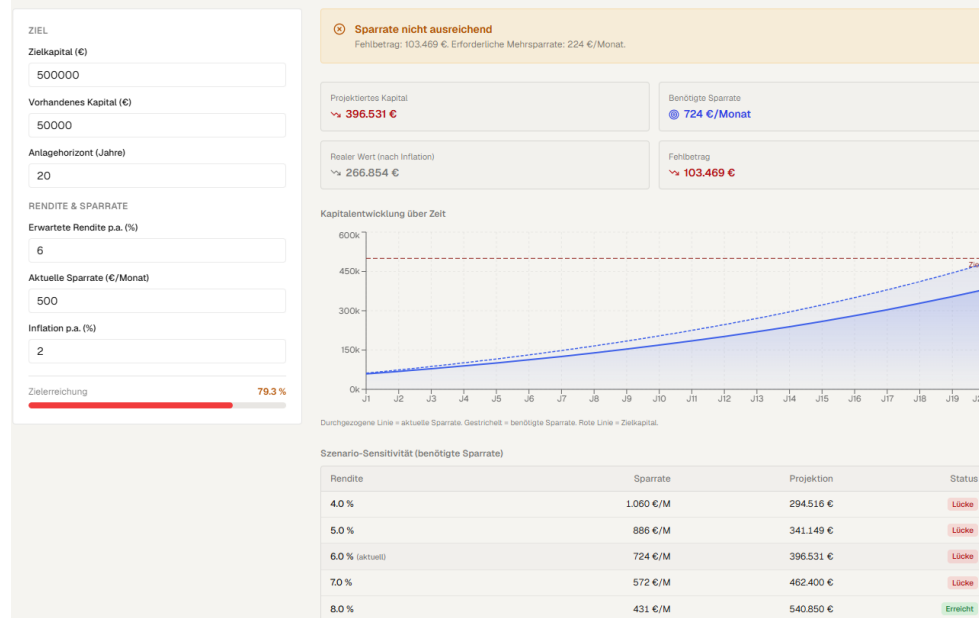 ZIEL
Zielkapital (€)
500000
Vorhandenes Kapital (€)
50000
Anlagehorizont (Jahre)
20
RENDITE & SPARRATE
Erwartete Rendite p.a. (%)
6
Aktuelle Sparrate (€/Monat)
500
Inflation p.a. (%)
2
Zielerreichung 79.3 %
Sparrate nicht ausreichend
Fehlbetrag: 103.469 €. Erforderliche Mehrsparrate: 224 €/Monat.
Projektiertes Kapital
396.531 €
Benötigte Sparrate
724 €/Monat
Realer Wert (nach Inflation)
266.854 €
Fehlbetrag
103.469 €
Kapitalentwicklung über Zeit
600k
450k
300k
150k
0k
J1 J2 J3 J4 J5 J6 J7 J8 J9 J10 J11 J12 J13 J14 J15 J16 J17 J18 J19
Durchgezogene Linie = aktuelle Sparrate. Gestrichelt = benötigte Sparrate. Rote Linie = Zielkapital.
Szenario-Sensitivität (benötigte Sparrate)
Rendite Sparrate Projektion Status
4.0 % 1.060 €/M 294.516 € Lücke
5.0 % 886 €/M 341.149 € Lücke
6.0 % (aktuell) 724 €/M 396.531 € Lücke
7.0 % 572 €/M 462.400 € Lücke
8.0 % 431 €/M 540.850 € Erreicht